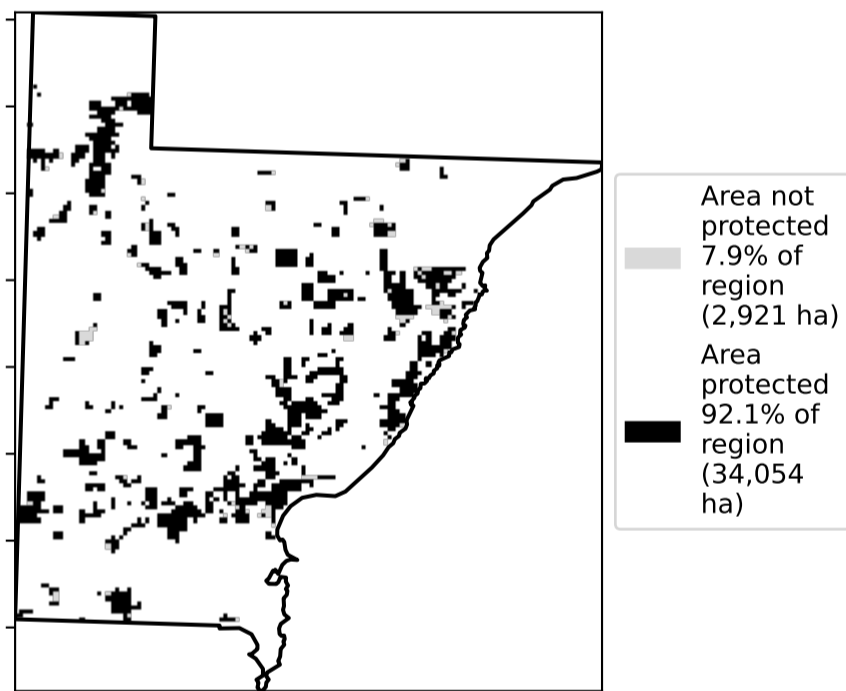 Area not
protected
7.9% of
region
(2,921 ha)
Area
protected
92.1% of
region
(34,054
ha)